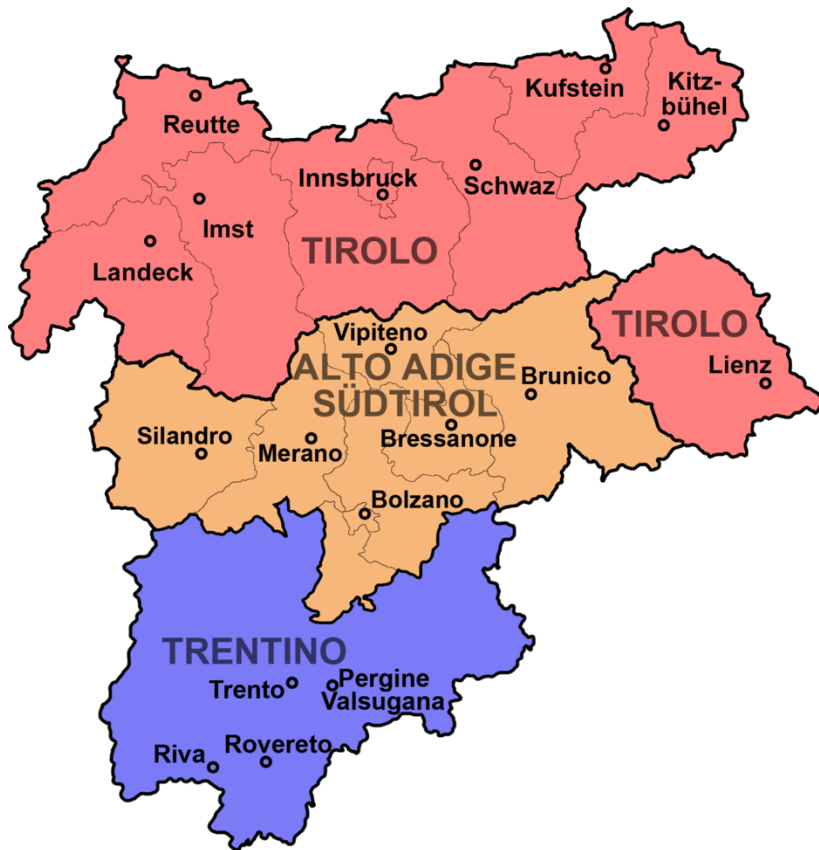 Kufstein
Kitz-
bühel
Reutte
Innsbruck
Schwaz
Imst
Landeck
TIROLO
TIROLO
Lienz
Vipiteno
ALTO ADIGE
SÜDTIROL
Brunico
Silandro
Merano
Bressanone
Bolzano
TRENTINO
Trento
Pergine
Valsugana
Riva
Rovereto